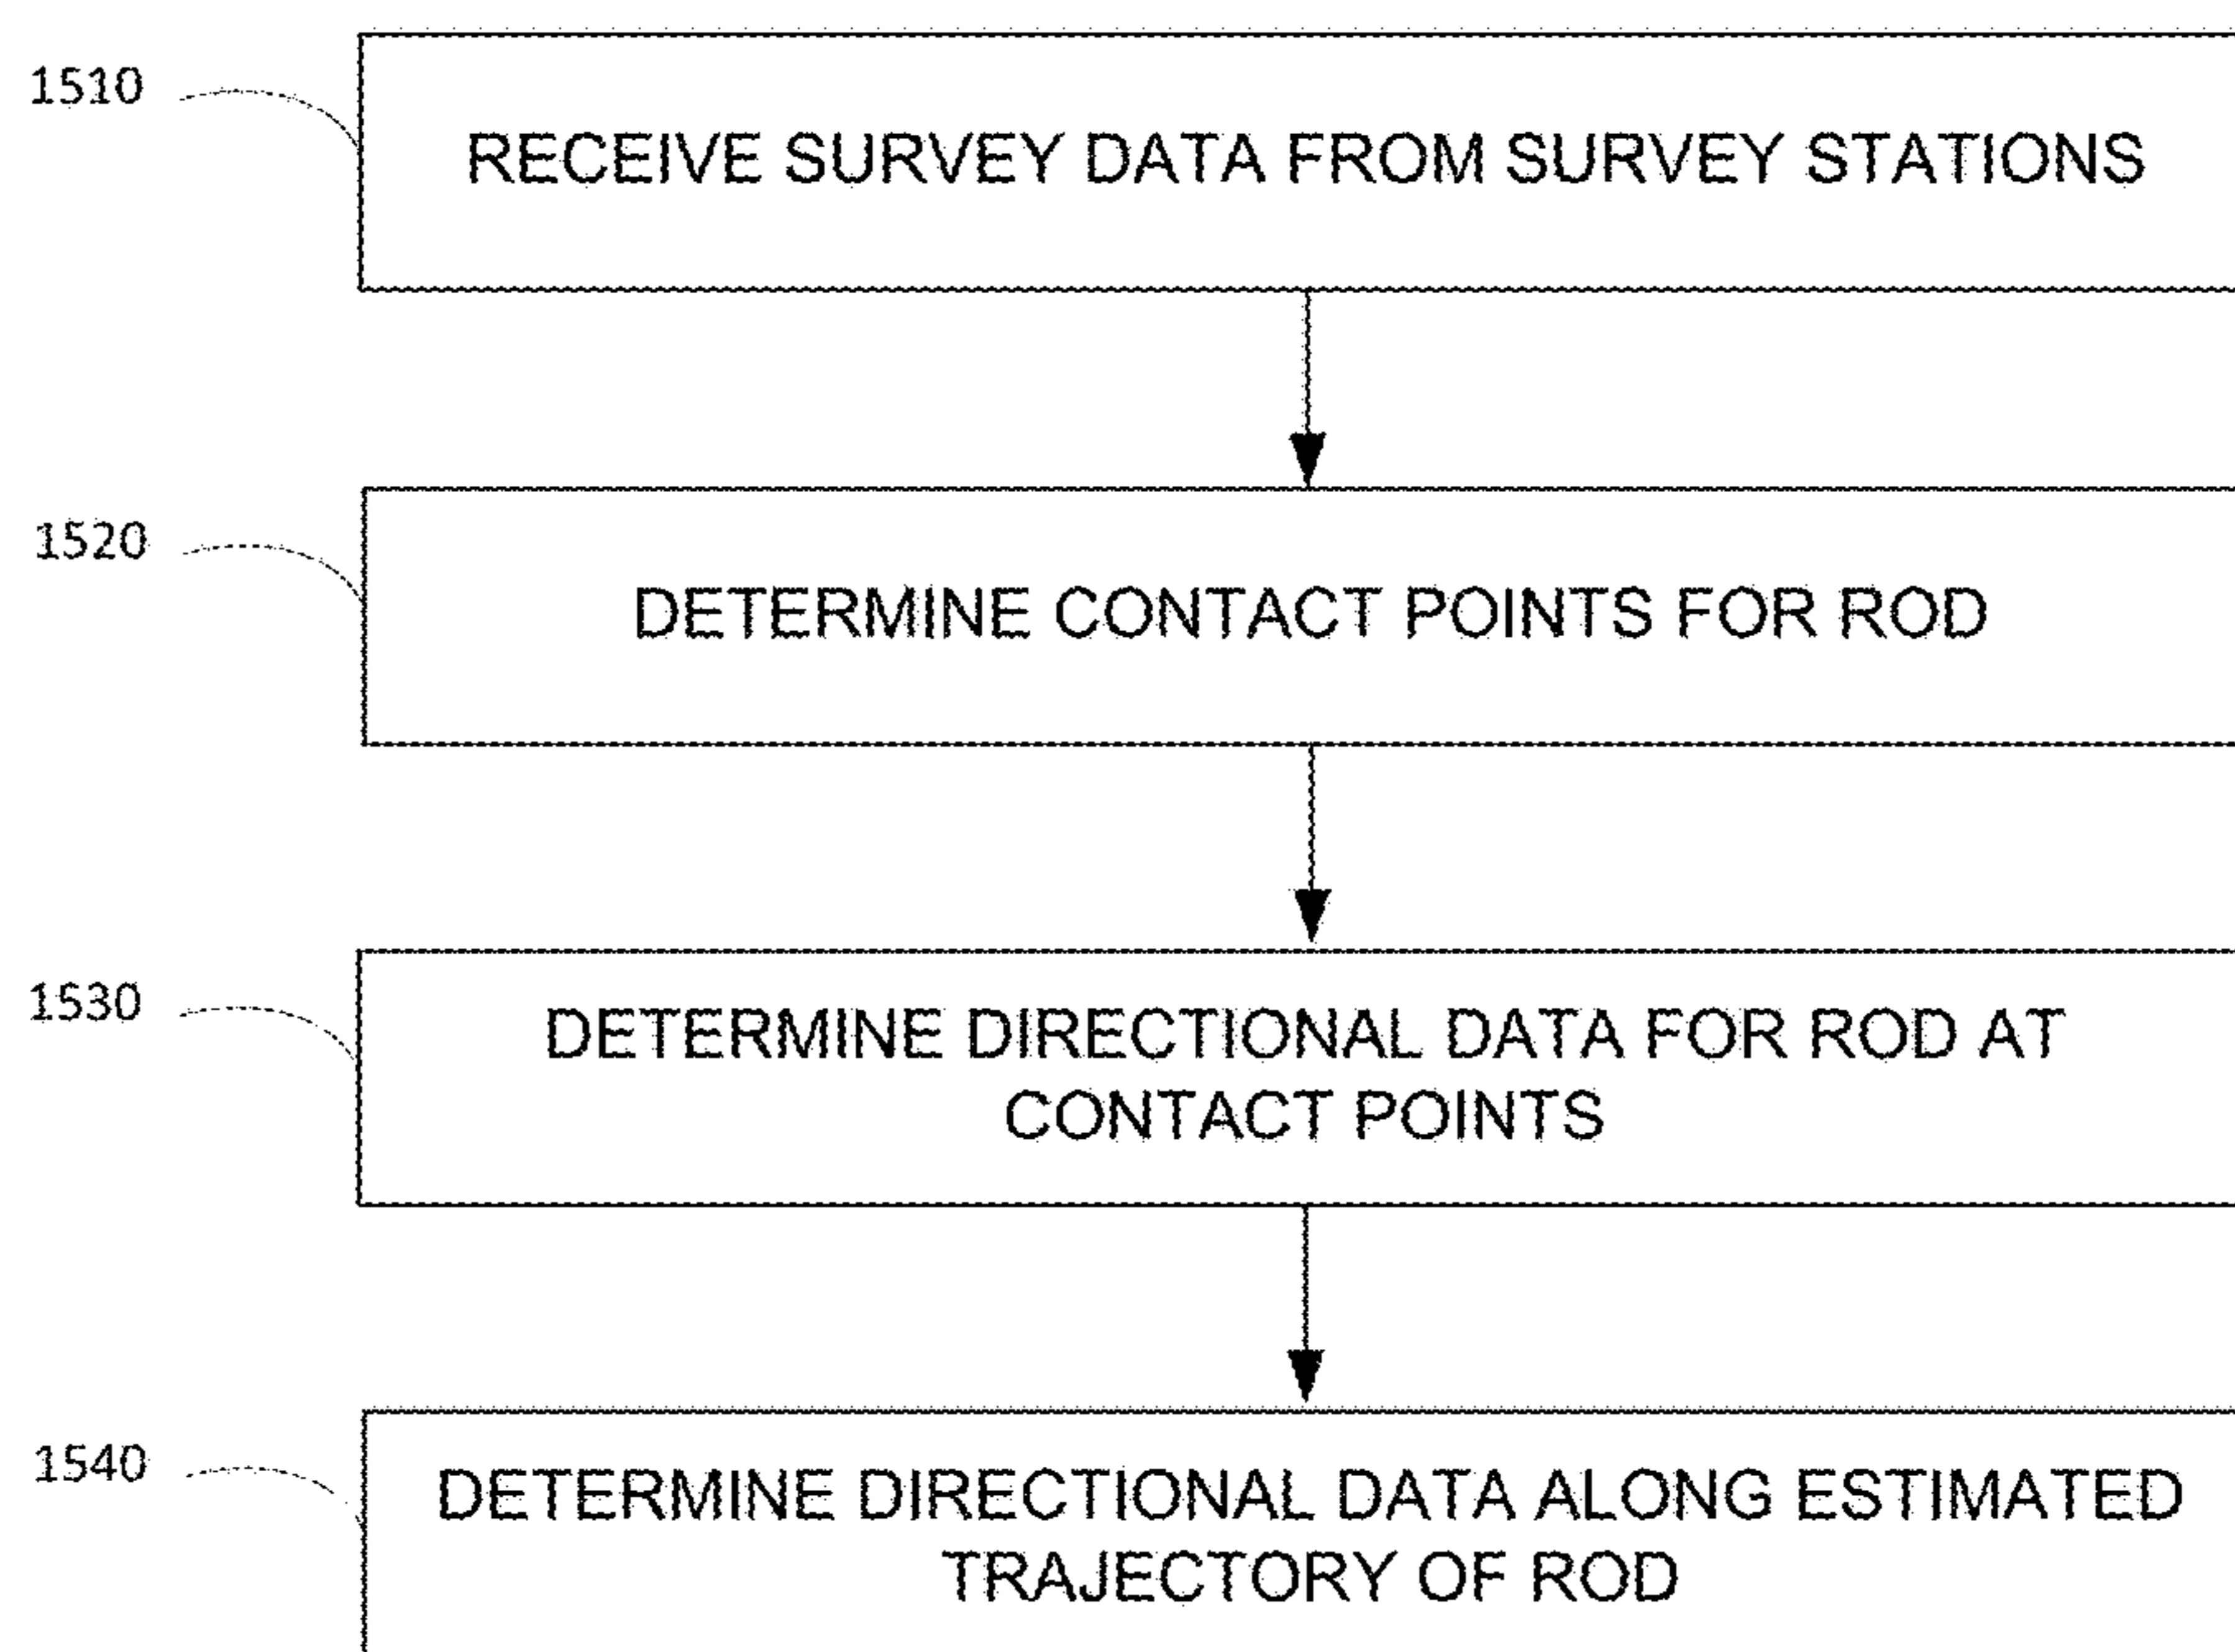 1510
RECEIVE SURVEY DATA FROM SURVEY STATIONS
1520
DETERMINE CONTACT POINTS FOR ROD
1530
DETERMINE DIRECTIONAL DATA FOR ROD AT
CONTACT POINTS
1540
DETERMINE DIRECTIONAL DATA ALONG ESTIMATED
TRAJECTORY OF ROD